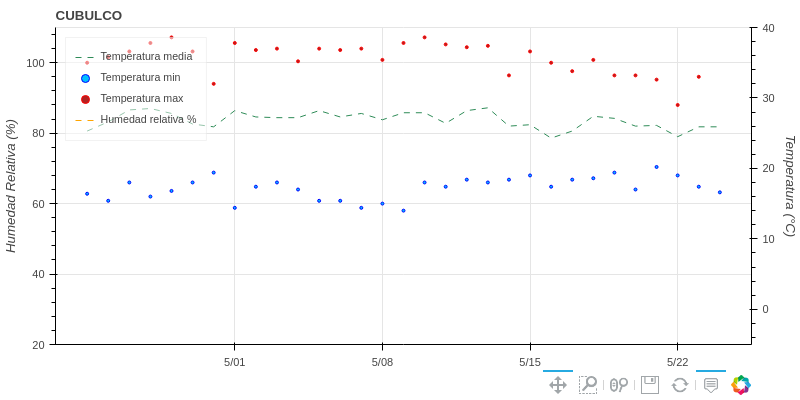 CUBULCO
Temperatura media
Temperatura min
Temperatura max
Humedad relativa %
Humedad Relativa (%)
100
80
60
40
20
40
30
20
10
0
Temperatura (°C)
5/01
5/08
5/15
5/22